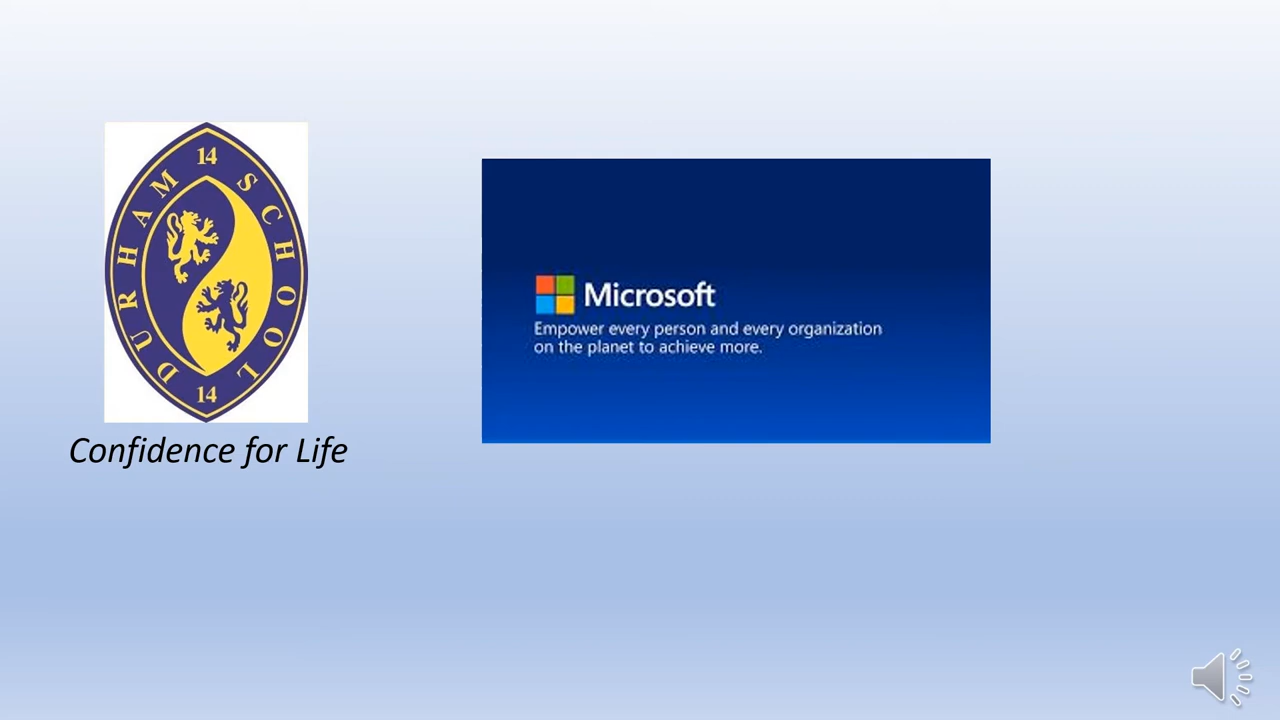 14
DURHAM SCHOOL
14
Confidence for Life
Microsoft
Empower every person and every organization
on the planet to achieve more.